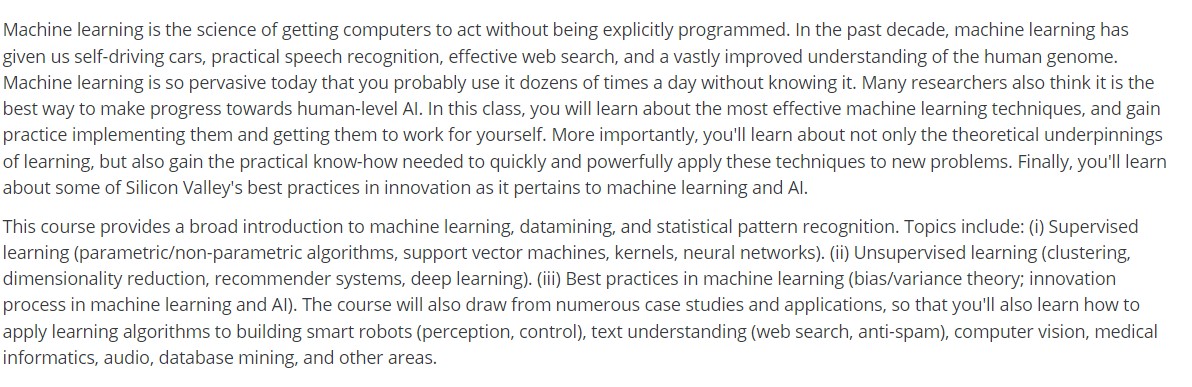 Machine learning is the science of getting computers to act without being explicitly programmed. In the past decade, machine learning has
given us self-driving cars, practical speech recognition, effective web search, and a vastly improved understanding of the human genome.
Machine learning is so pervasive today that you probably use it dozens of times a day without knowing it. Many researchers also think it is the
best way to make progress towards human-level AI. In this class, you will learn about the most effective machine learning techniques, and gain
practice implementing them and getting them to work for yourself. More importantly, you'll learn about not only the theoretical underpinnings
of learning, but also gain the practical know-how needed to quickly and powerfully apply these techniques to new problems. Finally, you'll learn
about some of Silicon Valley's best practices in innovation as it pertains to machine learning and AI.
This course provides a broad introduction to machine learning, datamining, and statistical pattern recognition. Topics include: (i) Supervised
learning (parametric/non-parametric algorithms, support vector machines, kernels, neural networks). (ii) Unsupervised learning (clustering,
dimensionality reduction, recommender systems, deep learning). (iii) Best practices in machine learning (bias/variance theory; innovation
process in machine learning and AI). The course will also draw from numerous case studies and applications, so that you'll also learn how to
apply learning algorithms to building smart robots (perception, control), text understanding (web search, anti-spam), computer vision, medical
informatics, audio, database mining, and other areas.